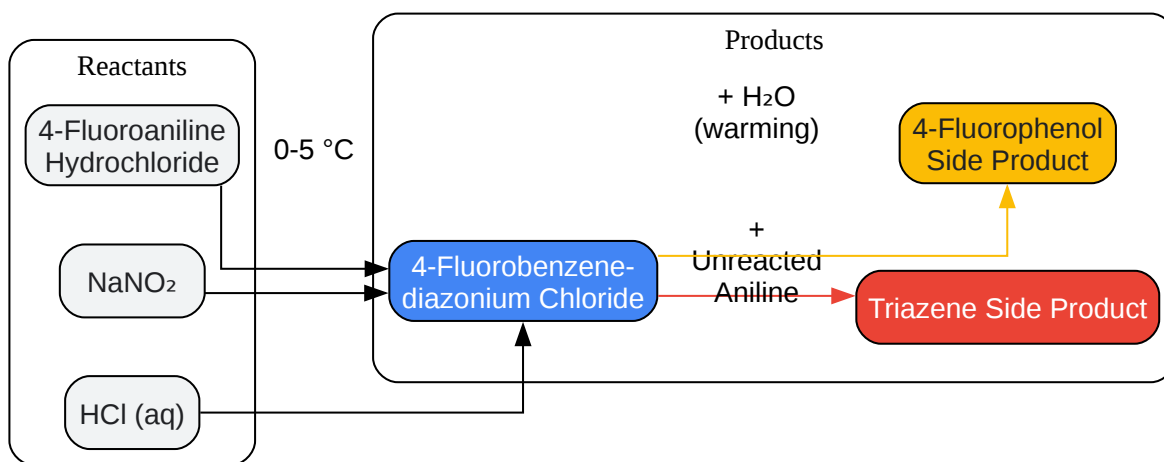 Reactants
4-Fluoroaniline
Hydrochloride
NaNO₂
HCl (aq)
0-5 °C
Products
4-Fluorobenzene-
diazonium Chloride
+ H₂O
(warming)
+
Unreacted
Aniline
4-Fluorophenol
Side Product
Triazene Side Product